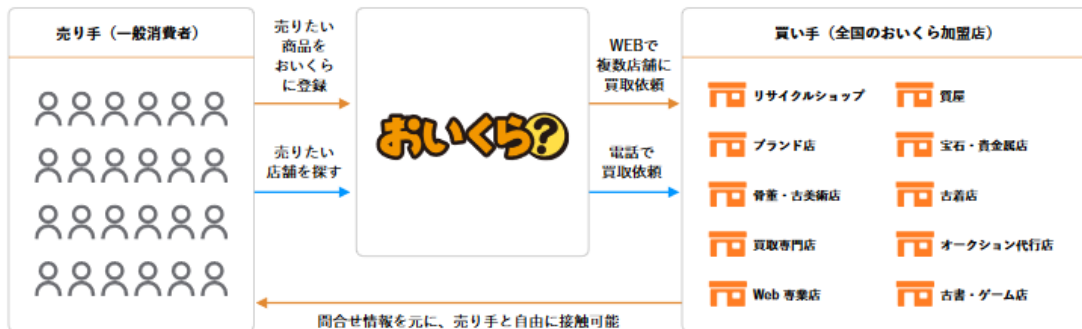 売り手（一般消費者）
売りたい
商品を
おいくら
に登録
売りたい
店舗を探す
おいくら?
WEBで
複数店舗に
買取依頼
電話で
買取依頼
買い手（全国のおいくら加盟店）
リサイクルショップ
質屋
ブランド店
宝石・貴金属店
骨董・古美術店
古着店
買取専門店
オークション代行店
Web 専業店
古書・ゲーム店
問合せ情報を元に、売り手と自由に接触可能